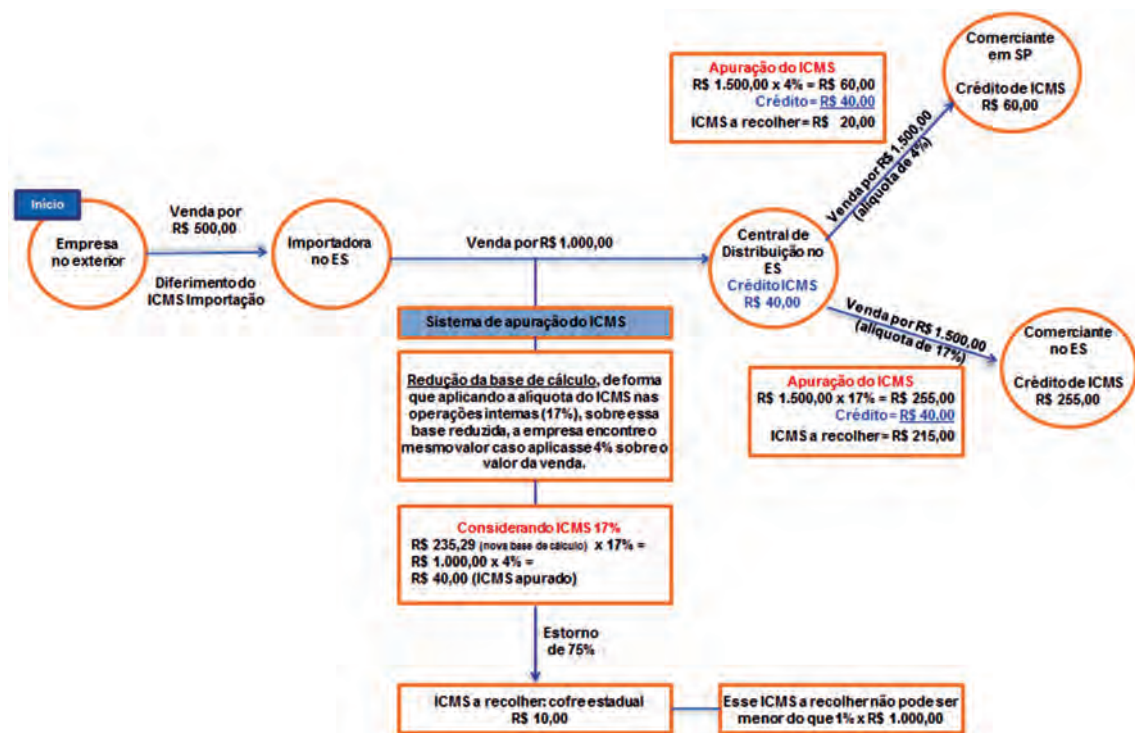 Início
Empresa
no exterior
Venda por
R$ 500,00
Diferimento do
ICMS Importação
Importadora
no ES
Venda por R$ 1.000,00
Sistema de apuração do ICMS
Redução da base de cálculo, de forma
que aplicando a alíquota do ICMS nas
operações internas (17%), sobre essa
base reduzida, a empresa encontre o
mesmo valor caso aplicasse 4% sobre o
valor da venda.
Considerando ICMS 17%
R$ 235,29 (nova base de cálculo) x 17% =
R$ 1.000,00 x 4% =
R$ 40,00 (ICMS apurado)
Estorno
de 75%
ICMS a recolher: cofre estadual
R$ 10,00
Esse ICMS a recolher não pode ser
menor do que 1% x R$ 1.000,00
Central de
Distribuição no
ES
Crédito ICMS
R$ 40,00
Apuração do ICMS
R$ 1.500,00 x 4% = R$ 60,00
Crédito = R$ 40,00
ICMS a recolher = R$ 20,00
Venda por R$ 1.500,00
(alíquota de 4%)
Comerciante
em SP
Crédito de ICMS
R$ 60,00
Venda por R$ 1.500,00
(alíquota de 17%)
Apuração do ICMS
R$ 1.500,00 x 17% = R$ 255,00
Crédito = R$ 40,00
ICMS a recolher = R$ 215,00
Comerciante
no ES
Crédito de ICMS
R$ 255,00